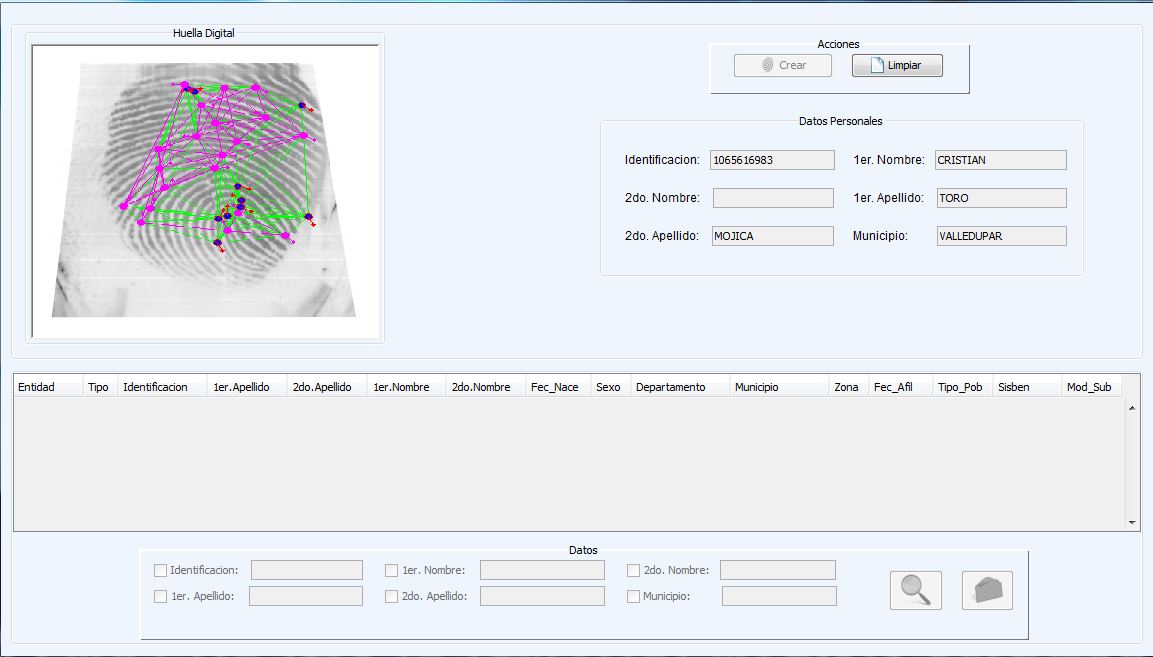 Huella Digital
Acciones
Crear Limpiar
Datos Personales
Identificacion: 1065616983 1er. Nombre: CRISTIAN
2do. Nombre: 1er. Apellido: TORO
2do. Apellido: MOJICA Municipio: VALLEDUPAR
Entidad Tipo Identificacion 1er.Apellido 2do.Apellido 1er.Nombre 2do.Nombre Fec_Nace Sexo Departamento Municipio Zona Fec_Afil Tipo_Pob Sisben Mod_Sub
Datos
Identificacion: 1er. Nombre: 2do. Nombre:
1er. Apellido: 2do. Apellido: Municipio: